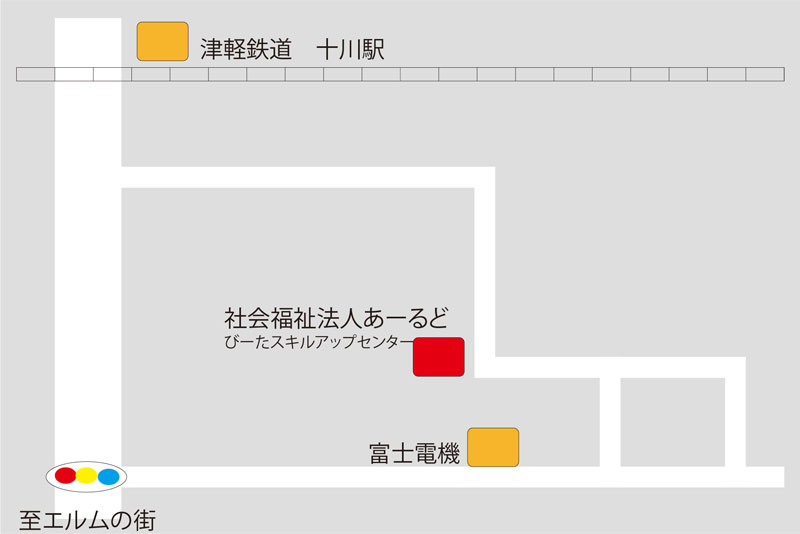 津軽鉄道　十川駅
社会福祉法人あーるど
びーたスキルアップセンター
富士電機
至エルムの街